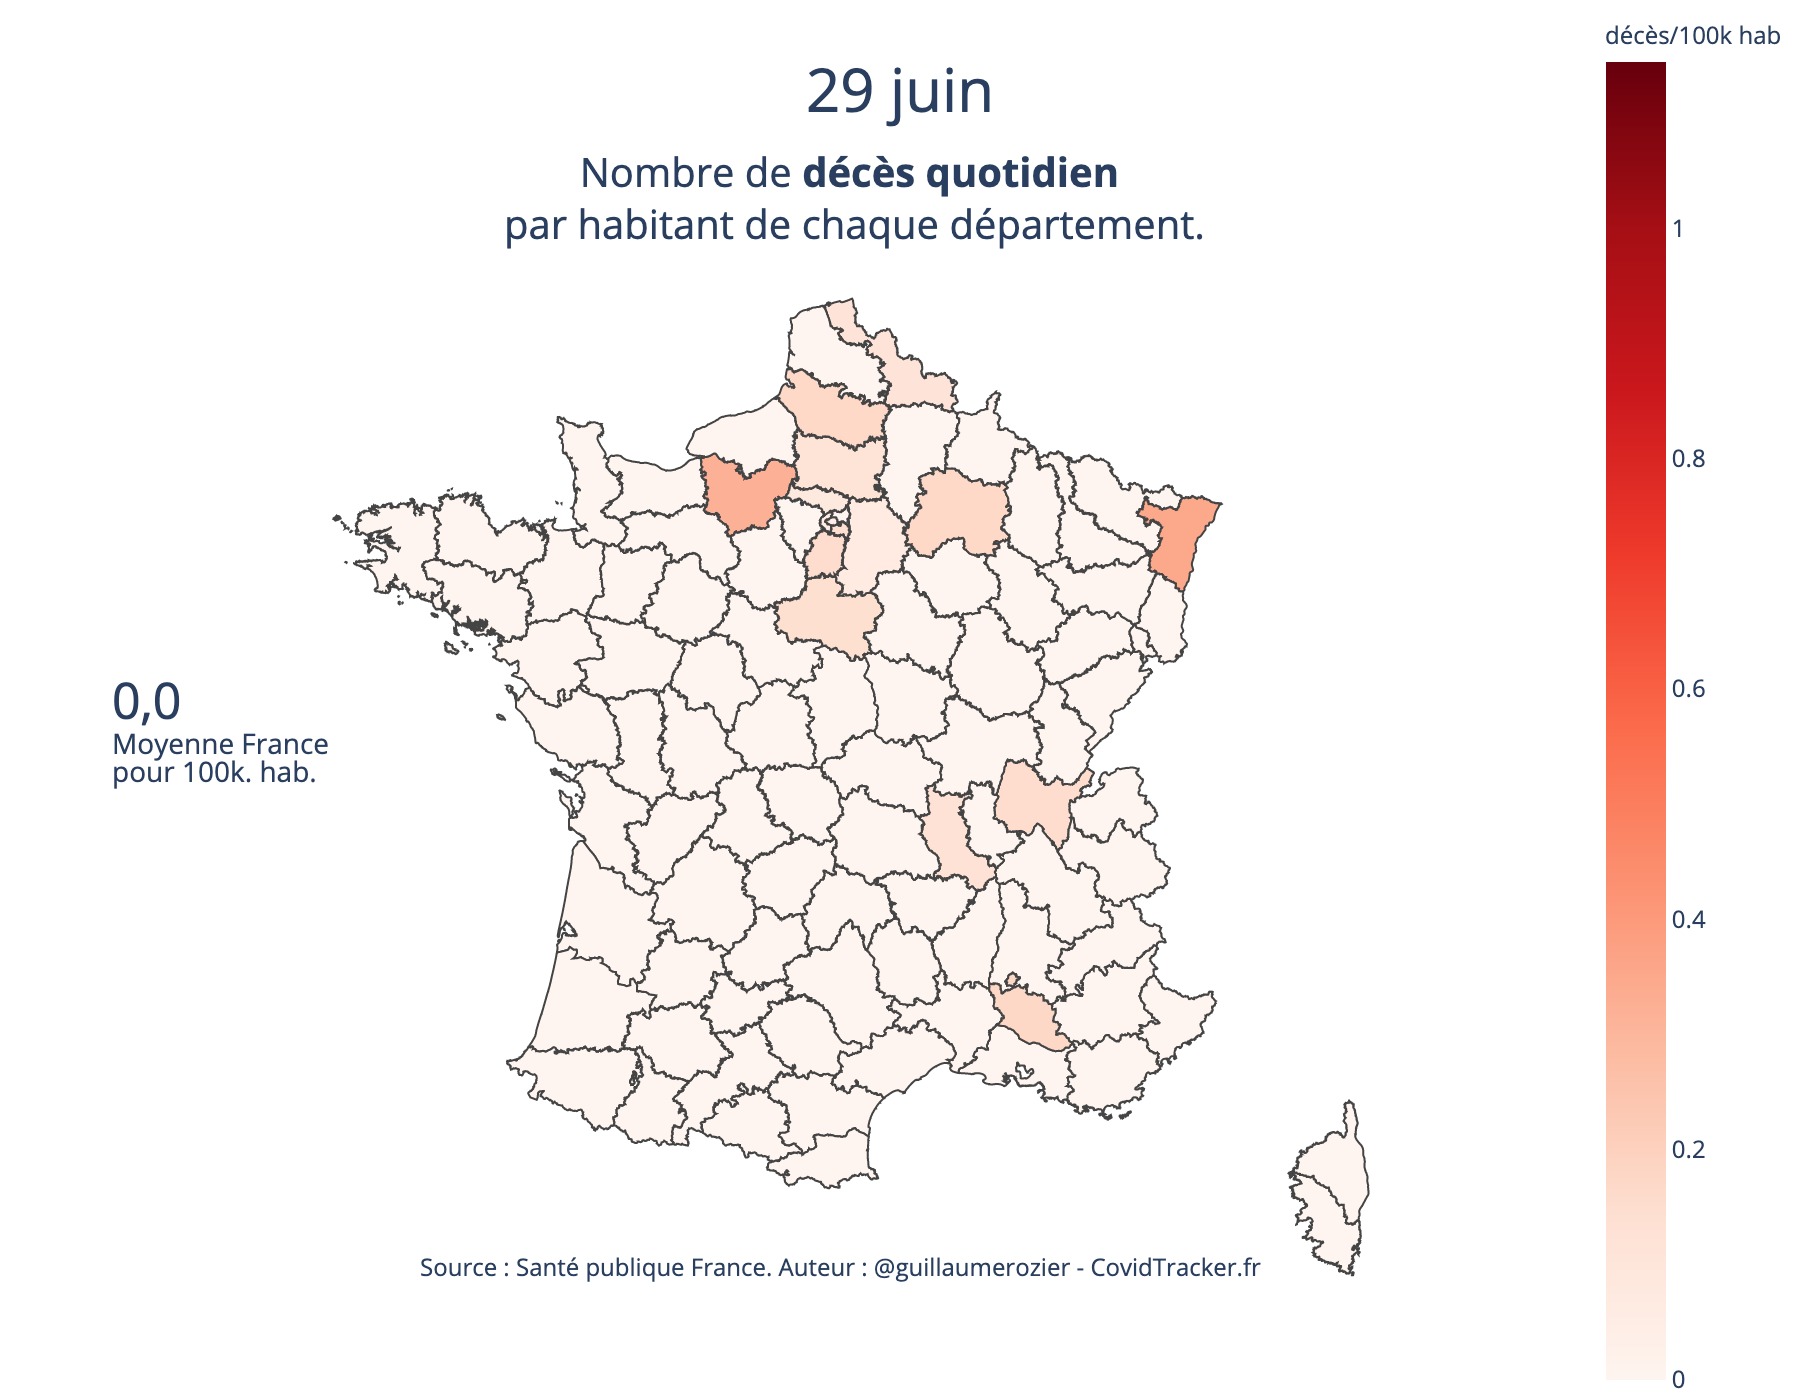 décès/100k hab
29 juin
Nombre de décès quotidien
par habitant de chaque département.
1
0.8
0.6
0.4
0.2
0
0,0
Moyenne France
pour 100k. hab.
Source : Santé publique France. Auteur : @guillaumerozier - CovidTracker.fr